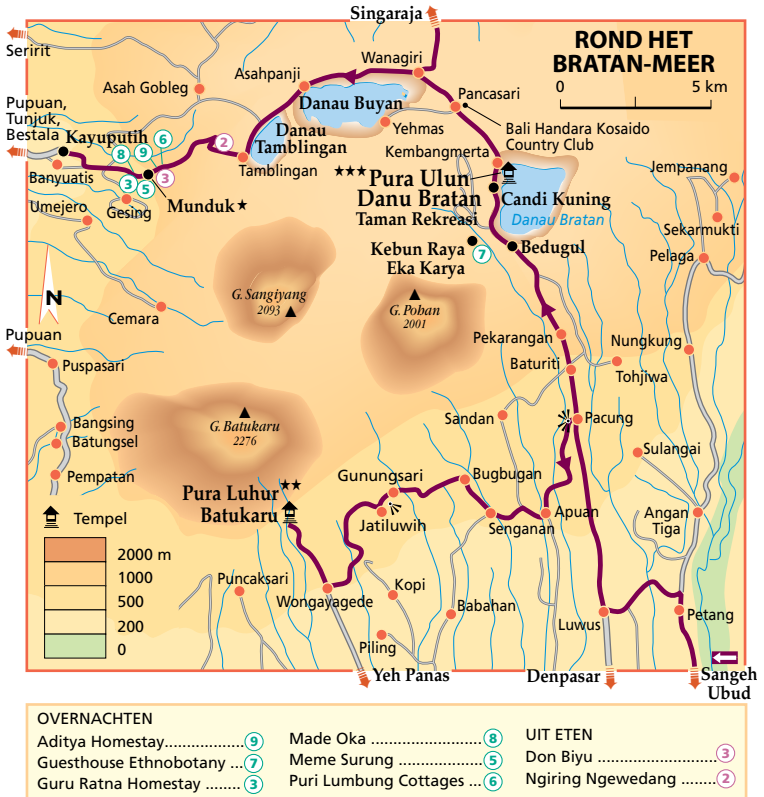 Singaraja
ROND HET
BRATAN-MEER
0 5 km
Seririt
Wanagiri
Asahpanji
Asah Gobleg
Danau Buyan
Pancasari
Pupuan,
Tunjuk,
Bestala
Kayuputih
Danau
Tamblingan
Yehmas
Bali Handara Kosaido
Country Club
Kembangmerta
2
6
9
8
3
5
3
Banyuatis
Tamblingan
★★★ Pura Ulun
Danu Bratan
Taman Rekreasi
Candi Kuning
Danau Bratan
Jempanang
Umejero
Gesing
Munduk ★
Sekarmukti
Kebun Raya
Eka Karya
7
Bedugul
Pelaga
N
G. Sangiyang
2093
G. Pohan
2001
Cemara
Pupuan
Puspasari
Pekarangan
Baturiti
Nungkung
Tohjiwa
G. Batukaru
2276
Bangsing
Batungsel
Sandan
Pacung
Sulangai
Pempatan
Pura Luhur ★★
Batukaru
Gunungsari
Bugbugan
Jatiluwih
Senganan
Apuan
Angan
Tiga
Tempel
2000 m
1000
500
200
0
Puncaksari
Wongayagede
Kopi
Babahan
Luwus
Petang
Piling
Yeh Panas
Denpasar
Sangeh
Ubud
OVERNACHTEN
Aditya Homestay.................. 9
Guesthouse Ethnobotany ... 7
Guru Ratna Homestay ........ 3
Made Oka ........................ 8
Meme Surung .................. 5
Puri Lumbung Cottages ... 6
UIT ETEN
Don Biyu .......................... 3
Ngiring Ngewedang ........ 2